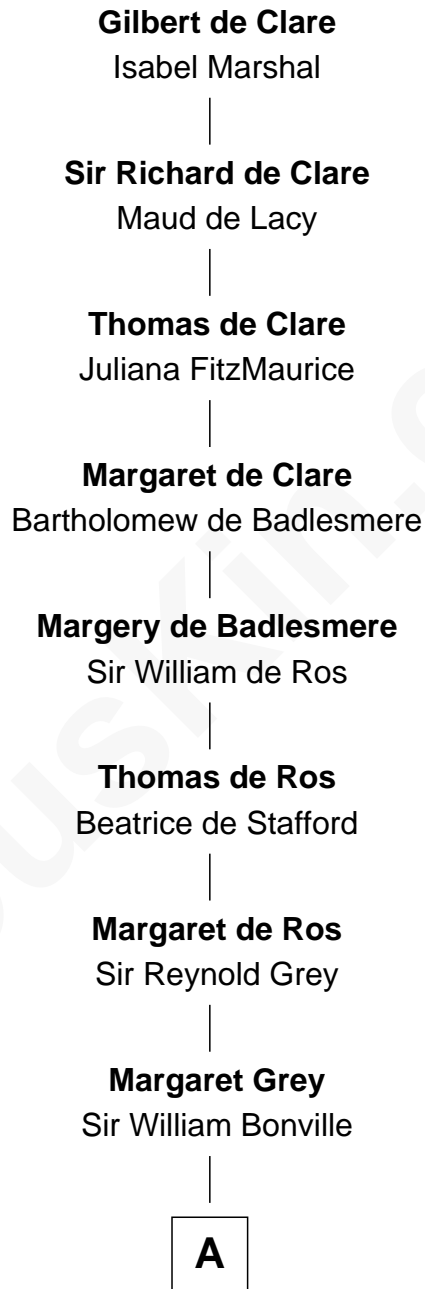 Gilbert de Clare
Isabel Marshal
Sir Richard de Clare
Maud de Lacy
Thomas de Clare
Juliana FitzMaurice
Margaret de Clare
Bartholomew de Badlesmere
Margery de Badlesmere
Sir William de Ros
Thomas de Ros
Beatrice de Stafford
Margaret de Ros
Sir Reynold Grey
Margaret Grey
Sir William Bonville
A